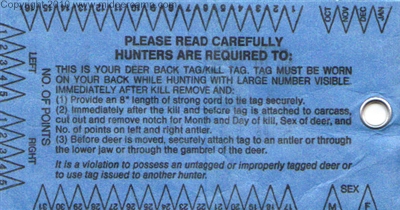 PLEASE READ CAREFULLY
HUNTERS ARE REQUIRED TO:
THIS IS YOUR DEER BACK TAG/KILL TAG. TAG MUST BE WORN
ON YOUR BACK WHILE HUNTING WITH LARGE NUMBER VISIBLE.
IMMEDIATELY AFTER KILL REMOVE AND:
(1) Provide an 8" length of strong cord to tie tag securely.
(2) Immediately after the kill and before tag is attached to carcass,
cut out and remove notch for Month and Day of kill, Sex of deer, and
No. of points on left and right antler.
(3) Before deer is moved, securely attach tag to an antler or through
the lower jaw or through the gambrel of the deer.
It is a violation to possess an untagged or improperly tagged deer or
to use tag issued to another hunter.
OCT
NOV
DEC
JAN
LEFT
NO. OF POINTS
RIGHT
SEX
M
F